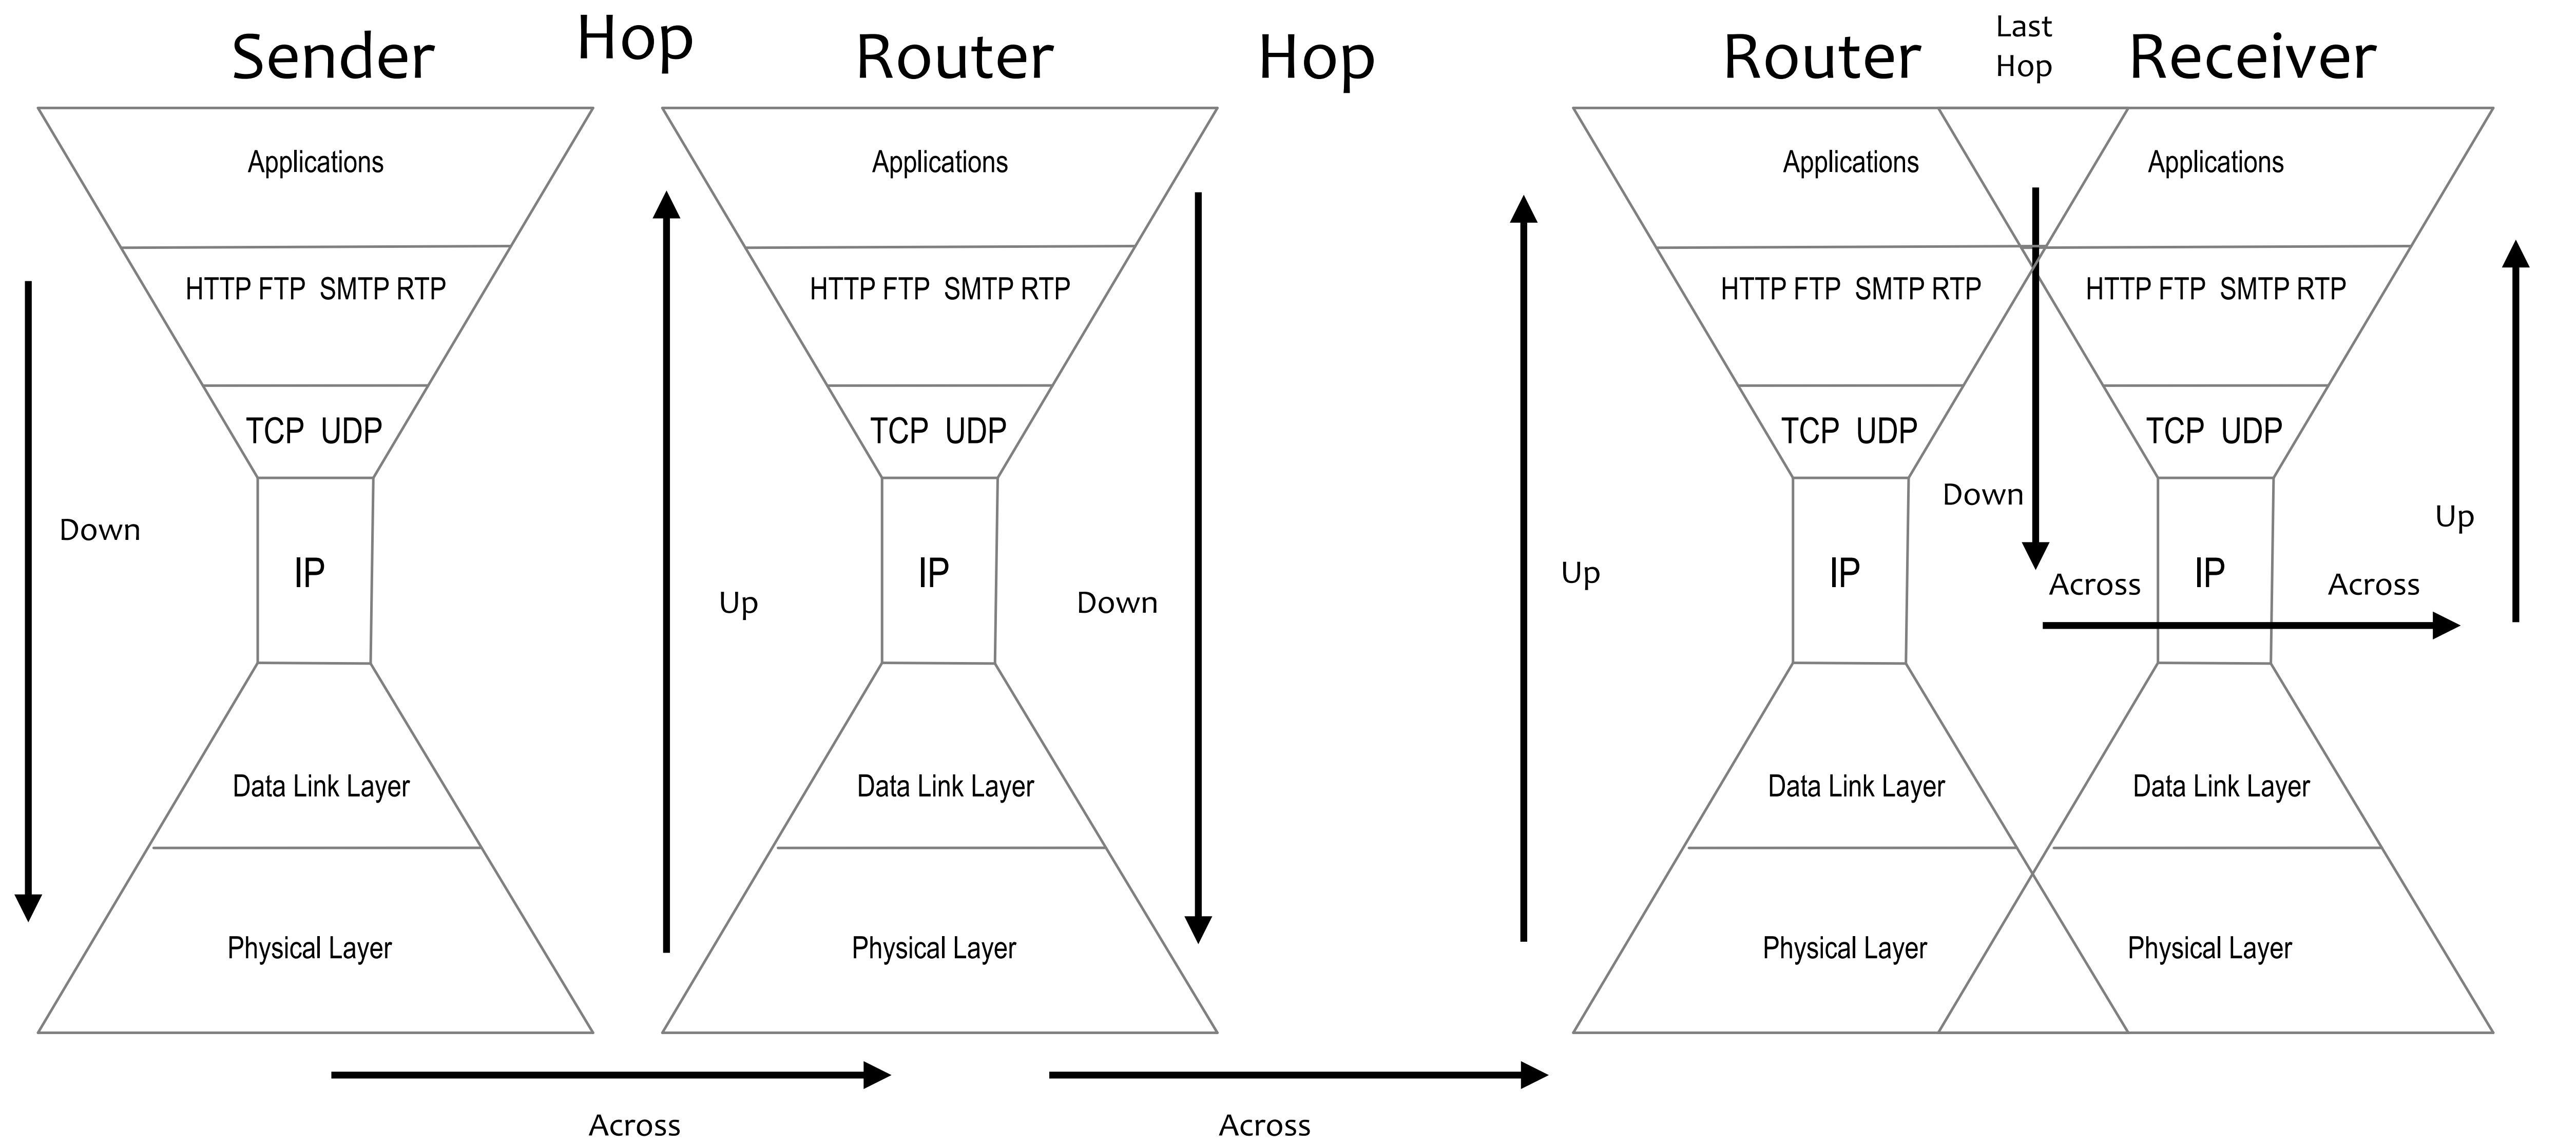 Sender
Hop
Router
Hop
Router
Last
Hop
Receiver
Applications
HTTP FTP SMTP RTP
TCP UDP
IP
Data Link Layer
Physical Layer
Down
Across
Applications
HTTP FTP SMTP RTP
TCP UDP
IP
Data Link Layer
Physical Layer
Up
Down
Across
Applications
HTTP FTP SMTP RTP
TCP UDP
IP
Data Link Layer
Physical Layer
Up
Down
Across
Applications
HTTP FTP SMTP RTP
TCP UDP
IP
Data Link Layer
Physical Layer
Across
Up